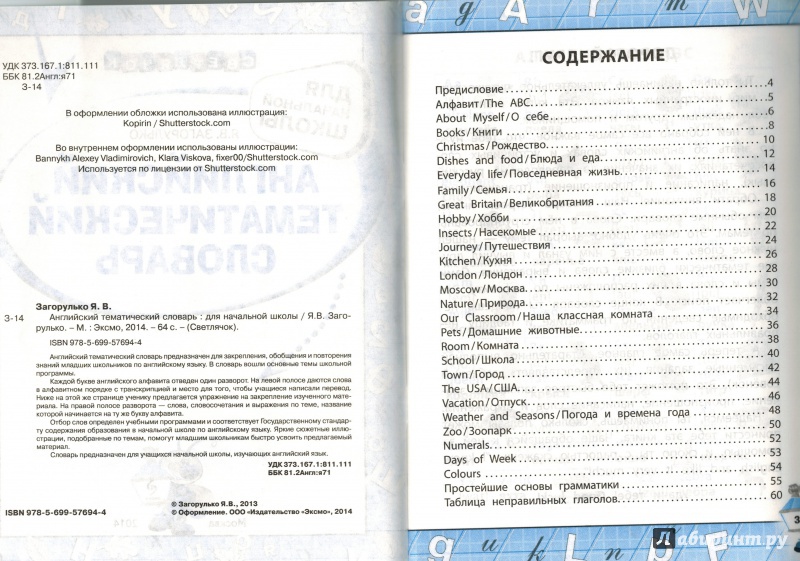 УДК 373.167.1:811.111
ББК 81.2Англ:я71
З-14
В оформлении обложки использована иллюстрация:
Kopirin / Shutterstock.com
Во внутреннем оформлении использованы иллюстрации:
Bannykh Alexey Vladimirovich, Klara Viskova, fixer00/Shutterstock.com
Используется по лицензии от Shutterstock.com
Загорулько Я. В.
З-14 Английский тематический словарь : для начальной школы / Я.В. Заго-
рулько. – М. : Эксмо, 2014. – 64 с. – (Светлячок).
ISBN 978-5-699-57694-4
Английский тематический словарь предназначен для закрепления, обобщения и повторения
знаний младших школьников по английскому языку. В словарь вошли основные темы школьной
программы.
Каждой букве английского алфавита отведен один разворот. На левой полосе даются слова
в алфавитном порядке с транскрипцией и место для того, чтобы учащиеся написали перевод.
Ниже на этой же странице ученику предлагается упражнение на закрепление изученного матери-
ала. На правой полосе разворота — слова, словосочетания и выражения по теме, название
которой начинается на ту же букву алфавита.
Отбор слов определен учебными программами и соответствует Государственному стандар-
ту содержания образования в начальной школе по английскому языку. Яркие сюжетные иллю-
страции, подобранные по темам, помогут младшим школьникам быстро усвоить предлагаемый
материал.
Словарь предназначен для учащихся начальной школы, изучающих английский язык.
УДК 373.167.1:811.111
ББК 81.2Англ:я71
© Загорулько Я.В., 2013
ISBN 978-5-699-57694-4 © Оформление. ООО «Издательство «Эксмо», 2014
СОДЕРЖАНИЕ
Предисловие 4
Алфавит/The ABC 5
About Myself/О себе 6
Books/Книги 8
Christmas/Рождество 10
Dishes and food/Блюда и еда 12
Everyday life/Повседневная жизнь 14
Family/Семья 16
Great Britain/Великобритания 18
Hobby/Хобби 20
Insects/Насекомые 22
Journey/Путешествия 24
Kitchen/Кухня 26
London/Лондон 28
Moscow/Москва 30
Nature/Природа 32
Our Classroom/Наша классная комната 34
Pets/Домашние животные 36
Room/Комната 38
School/Школа 40
Town/Город 42
The USA/США 44
Vacation/Отпуск 46
Weather and Seasons/Погода и времена года 48
Zoo/Зоопарк 50
Numerals 52
Days of Week 53
Colours 54
Простейшие основы грамматики 55
Таблица неправильных глаголов 60
3
Лабиринт.ру